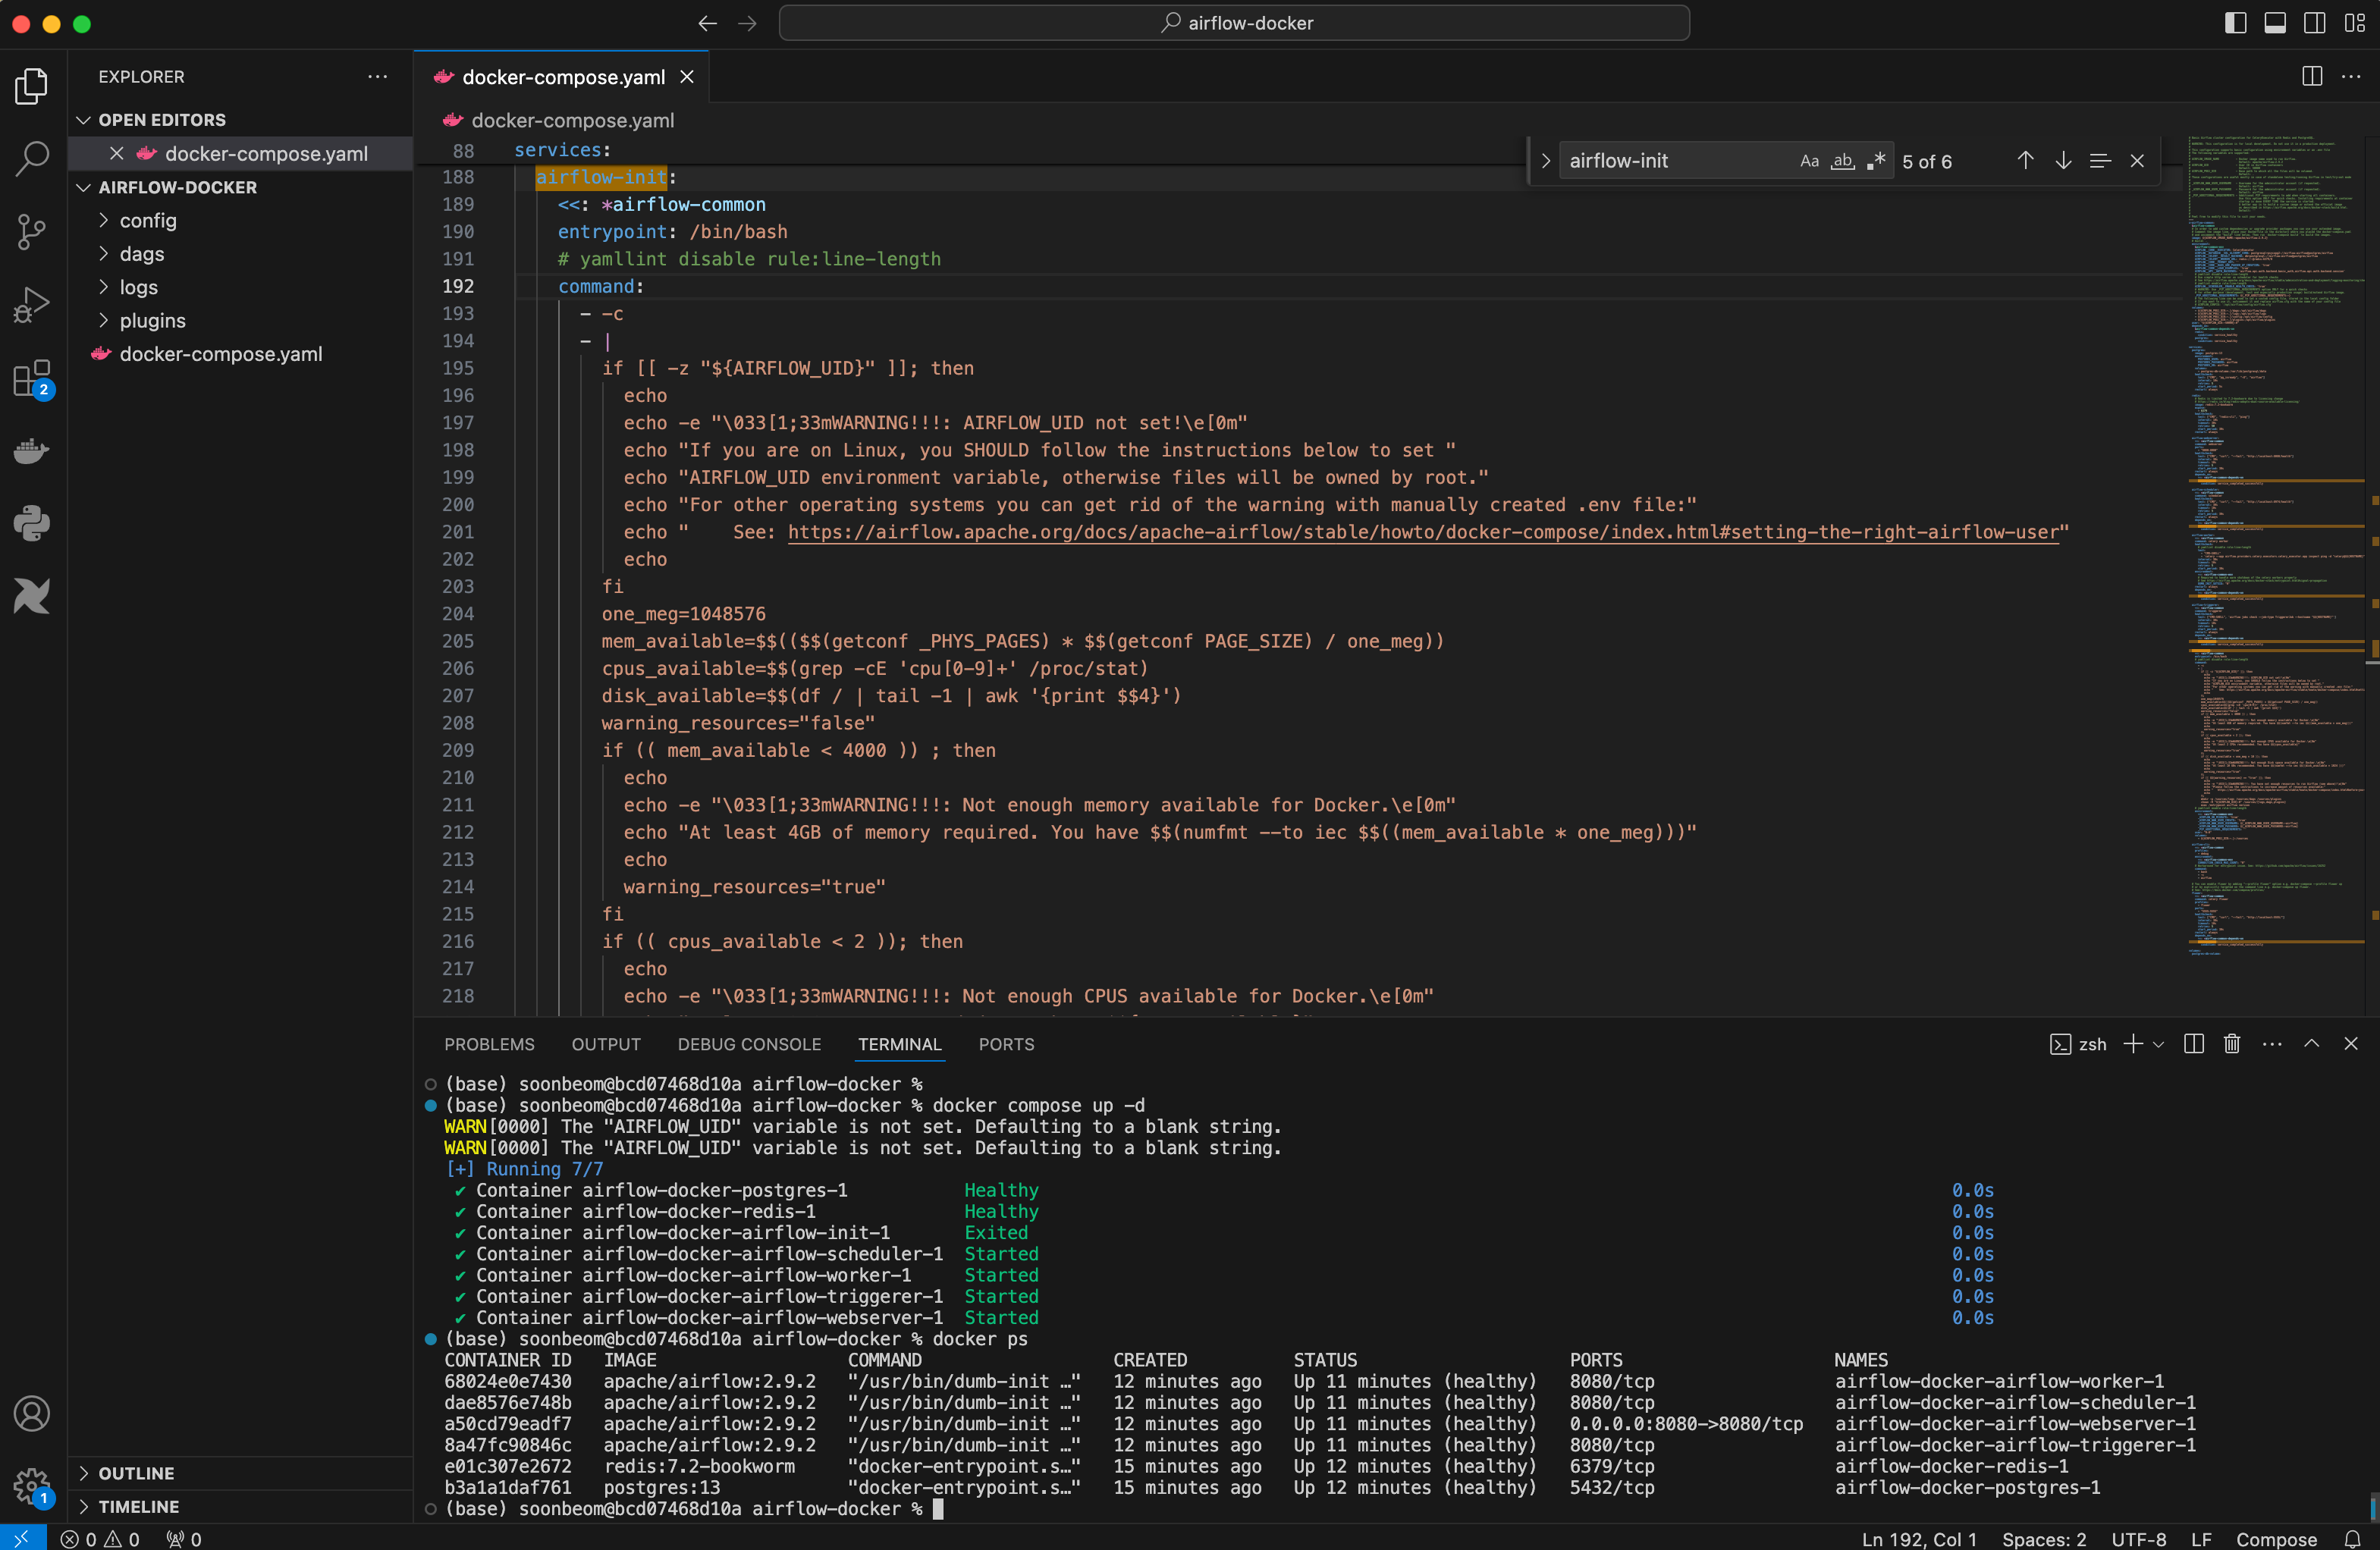 airflow-docker
EXPLORER
OPEN EDITORS
docker-compose.yaml
AIRFLOW-DOCKER
config
dags
logs
plugins
docker-compose.yaml
2
1
OUTLINE
TIMELINE
docker-compose.yaml
docker-compose.yaml
airflow-init
Aa ab
5 of 6
88 services:
188 airflow-init:
189 <<: *airflow-common
190 entrypoint: /bin/bash
191 # yamllint disable rule:line-length
192 command:
193 - -c
194 - |
195 if [[ -z "${AIRFLOW_UID}" ]]; then
196 echo
197 echo -e "\033[1;33mWARNING!!!: AIRFLOW_UID not set!\e[0m"
198 echo "If you are on Linux, you SHOULD follow the instructions below to set "
199 echo "AIRFLOW_UID environment variable, otherwise files will be owned by root."
200 echo "For other operating systems you can get rid of the warning with manually created .env file:"
201 echo "    See: https://airflow.apache.org/docs/apache-airflow/stable/howto/docker-compose/index.html#setting-the-right-airflow-user"
202 echo
203 fi
204 one_meg=1048576
205 mem_available=$$(($$(getconf _PHYS_PAGES) * $$(getconf PAGE_SIZE) / one_meg))
206 cpus_available=$$(grep -cE 'cpu[0-9]+' /proc/stat)
207 disk_available=$$(df / | tail -1 | awk '{print $$4}')
208 warning_resources="false"
209 if (( mem_available < 4000 )) ; then
210 echo
211 echo -e "\033[1;33mWARNING!!!: Not enough memory available for Docker.\e[0m"
212 echo "At least 4GB of memory required. You have $$(numfmt --to iec $$((mem_available * one_meg)))"
213 echo
214 warning_resources="true"
215 fi
216 if (( cpus_available < 2 )); then
217 echo
218 echo -e "\033[1;33mWARNING!!!: Not enough CPUS available for Docker.\e[0m"
PROBLEMS OUTPUT DEBUG CONSOLE TERMINAL PORTS
zsh
(base) soonbeom@bcd07468d10a airflow-docker %
(base) soonbeom@bcd07468d10a airflow-docker % docker compose up -d
WARN[0000] The "AIRFLOW_UID" variable is not set. Defaulting to a blank string.
WARN[0000] The "AIRFLOW_UID" variable is not set. Defaulting to a blank string.
[+] Running 7/7
✔ Container airflow-docker-postgres-1 Healthy 0.0s
✔ Container airflow-docker-redis-1 Healthy 0.0s
✔ Container airflow-docker-airflow-init-1 Exited 0.0s
✔ Container airflow-docker-airflow-scheduler-1 Started 0.0s
✔ Container airflow-docker-airflow-worker-1 Started 0.0s
✔ Container airflow-docker-airflow-triggerer-1 Started 0.0s
✔ Container airflow-docker-airflow-webserver-1 Started 0.0s
(base) soonbeom@bcd07468d10a airflow-docker % docker ps
CONTAINER ID IMAGE COMMAND CREATED STATUS PORTS NAMES
68024e0e7430 apache/airflow:2.9.2 "/usr/bin/dumb-init …" 12 minutes ago Up 11 minutes (healthy) 8080/tcp airflow-docker-airflow-worker-1
dae8576e748b apache/airflow:2.9.2 "/usr/bin/dumb-init …" 12 minutes ago Up 11 minutes (healthy) 8080/tcp airflow-docker-airflow-scheduler-1
a50cd79eadf7 apache/airflow:2.9.2 "/usr/bin/dumb-init …" 12 minutes ago Up 11 minutes (healthy) 0.0.0.0:8080->8080/tcp airflow-docker-airflow-webserver-1
8a47fc90846c apache/airflow:2.9.2 "/usr/bin/dumb-init …" 12 minutes ago Up 11 minutes (healthy) 8080/tcp airflow-docker-airflow-triggerer-1
e01c307e2672 redis:7.2-bookworm "docker-entrypoint.s…" 15 minutes ago Up 12 minutes (healthy) 6379/tcp airflow-docker-redis-1
b3a1a1daf761 postgres:13 "docker-entrypoint.s…" 15 minutes ago Up 12 minutes (healthy) 5432/tcp airflow-docker-postgres-1
(base) soonbeom@bcd07468d10a airflow-docker %
0 0 0
Ln 192, Col 1 Spaces: 2 UTF-8 LF Compose